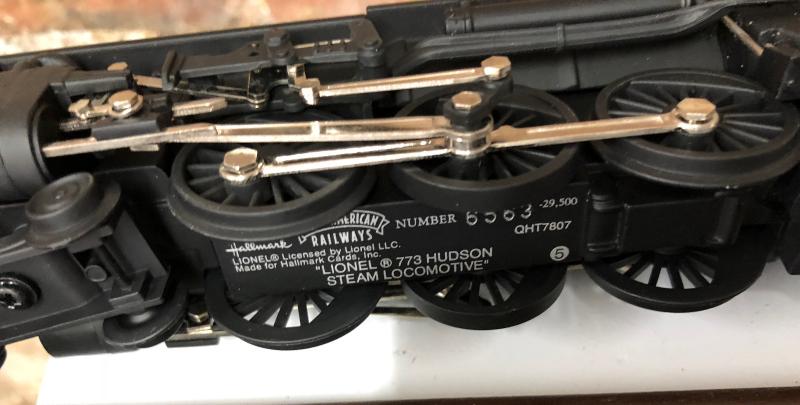 AMERICAN
RAILWAYS
Hallmark
NUMBER 6563 -29,500
QHT7807
LIONEL® Licensed by Lionel LLC.
Made for Hallmark Cards, Inc.
"LIONEL ® 773 HUDSON
STEAM LOCOMOTIVE"
5